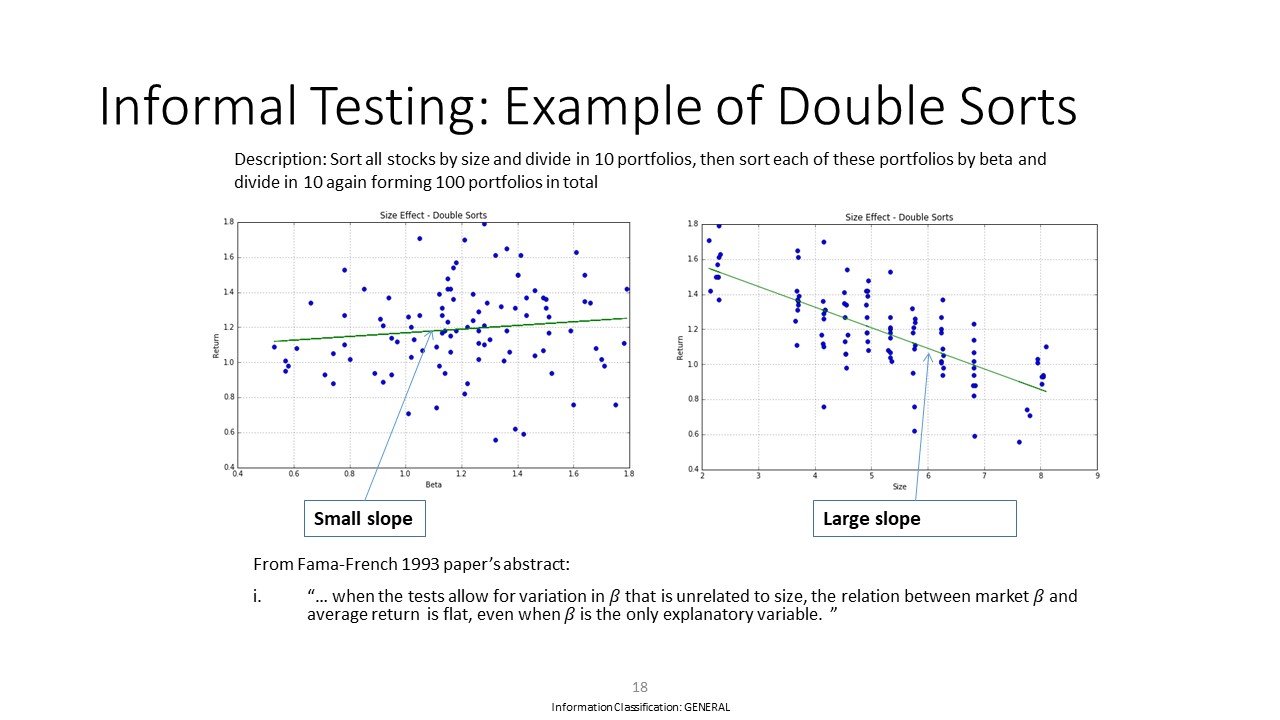 Informal Testing: Example of Double Sorts
Description: Sort all stocks by size and divide in 10 portfolios, then sort each of these portfolios by beta and
divide in 10 again forming 100 portfolios in total
Size Effect - Double Sorts
1.8
1.6
1.4
1.2
1.0
0.8
0.6
0.4
Return
0.4 0.6 0.8 1.0 1.2 1.4 1.6 1.8
Beta
Size Effect - Double Sorts
1.8
1.6
1.4
1.2
1.0
0.8
0.6
0.4
Return
2 3 4 5 6 7 8 9
Size
Small slope
Large slope
From Fama-French 1993 paper’s abstract:
i. “… when the tests allow for variation in β that is unrelated to size, the relation between market β and
average return is flat, even when β is the only explanatory variable. ”
18
Information Classification: GENERAL